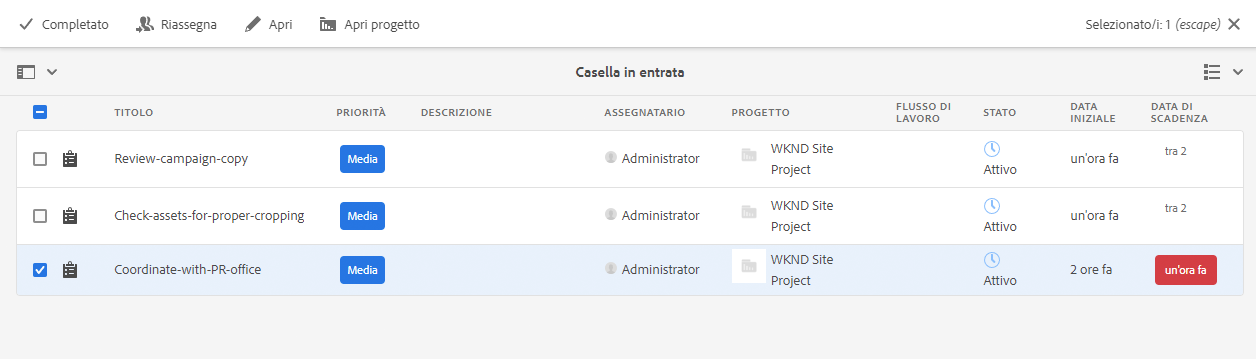 Completato Riassegna Apri Apri progetto Selezionato/i: 1 (escape)
Casella in entrata
TITOLO PRIORITÀ DESCRIZIONE ASSEGNATARIO PROGETTO FLUSSO DI LAVORO STATO DATA INIZIALE DATA DI SCADENZA
Review-campaign-copy Media Administrator WKND Site Project Attivo un'ora fa tra 2
Check-assets-for-proper-cropping Media Administrator WKND Site Project Attivo un'ora fa tra 2
Coordinate-with-PR-office Media Administrator WKND Site Project Attivo 2 ore fa un'ora fa